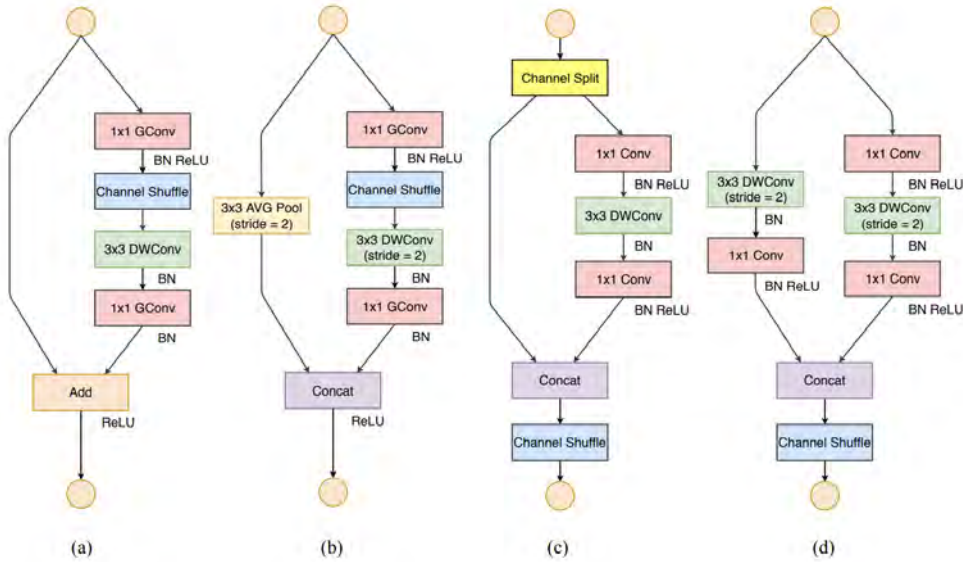 1x1 GConv
BN ReLU
Channel Shuffle
3x3 DWConv
BN
1x1 GConv
BN
Add
ReLU
(a)
1x1 GConv
BN ReLU
Channel Shuffle
3x3 AVG Pool
(stride = 2)
3x3 DWConv
(stride = 2)
BN
1x1 GConv
BN
Concat
ReLU
(b)
Channel Split
1x1 Conv
BN ReLU
3x3 DWConv
BN
1x1 Conv
BN ReLU
Concat
Channel Shuffle
(c)
3x3 DWConv
(stride = 2)
BN
1x1 Conv
BN ReLU
1x1 Conv
BN ReLU
3x3 DWConv
(stride = 2)
BN
1x1 Conv
BN ReLU
Concat
Channel Shuffle
(d)